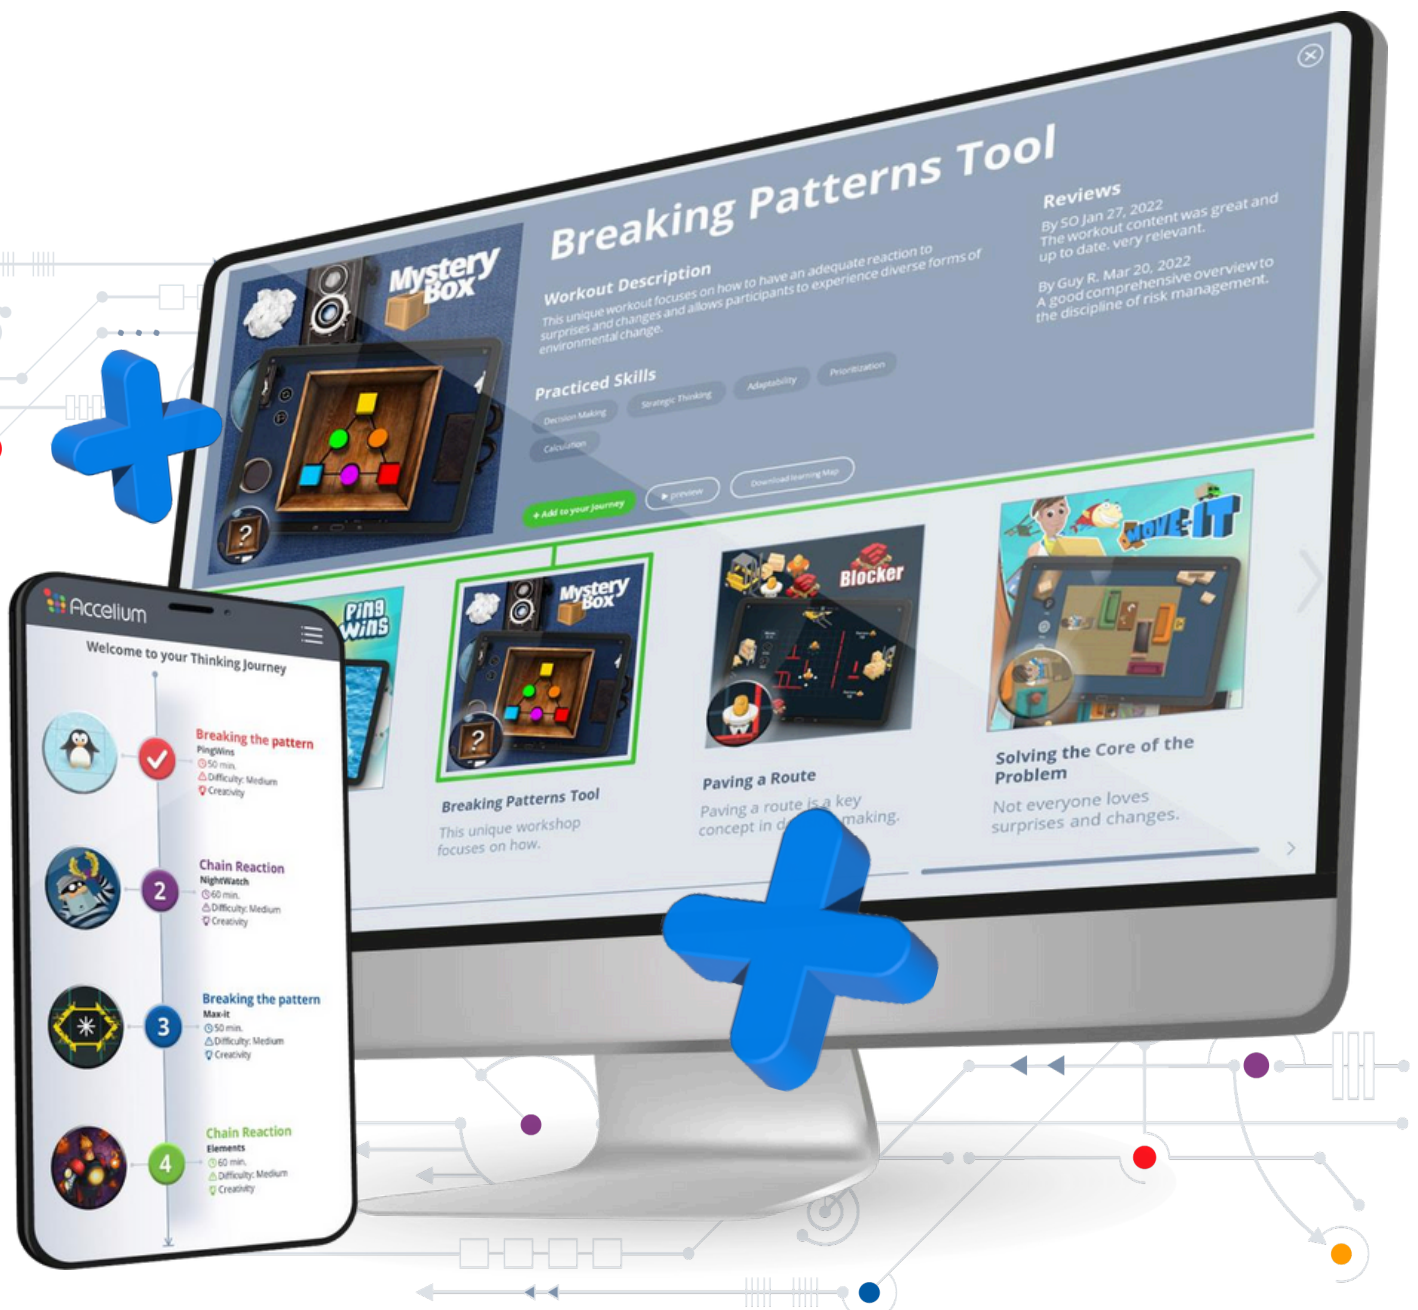 Breaking Patterns Tool
Mystery
Box
Workout Description
This unique workout focuses on how to have an adequate reaction to
surprises and changes and allows participants to experience diverse forms of
environmental change.
Practiced Skills
Decision Making
Strategic Thinking
Adaptability
Prioritization
Calculation
+ Add to your journey
preview
Download learning Map
Reviews
By SO Jan 27, 2022
The workout content was great and
up to date. very relevant.
By Guy R. Mar 20, 2022
A good comprehensive overview to
the discipline of risk management.
?
Ping
Wins
Mystery
Box
?
Breaking Patterns Tool
This unique workshop
focuses on how.
Blocker
Paving a Route
Paving a route is a key
concept in making.
MOVE-IT
Solving the Core of the
Problem
Not everyone loves
surprises and changes.
Accelium
Welcome to your Thinking Journey
Breaking the pattern
PingWins
50 min.
Difficulty: Medium
Creativity
2
Chain Reaction
NightWatch
60 min.
Difficulty: Medium
Creativity
3
Breaking the pattern
Max-it
50 min.
Difficulty: Medium
Creativity
4
Chain Reaction
Elements
60 min.
Difficulty: Medium
Creativity